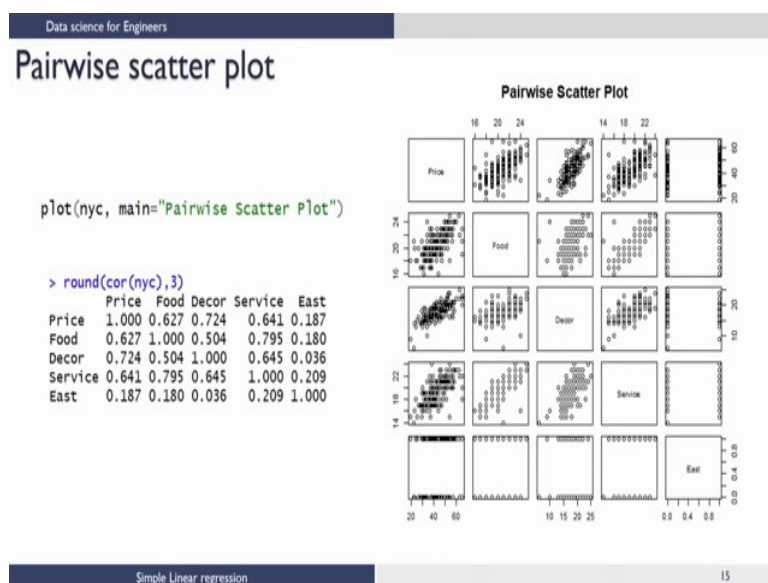 Data science for Engineers
Pairwise scatter plot
plot(nyc, main="Pairwise Scatter Plot")
> round(cor(nyc),3)
Price Food Decor Service East
Price 1.000 0.627 0.724 0.641 0.187
Food 0.627 1.000 0.504 0.795 0.180
Decor 0.724 0.504 1.000 0.645 0.036
Service 0.641 0.795 0.645 1.000 0.209
East 0.187 0.180 0.036 0.209 1.000
Pairwise Scatter Plot
16 20 24
14 18 22
Price
20 40 60
16 20 24
Food
Decor
10 20
14 18 22
Service
East
0.0 0.4 0.8
20 40 60
10 15 20 25
0.0 0.4 0.8
Simple Linear regression
15